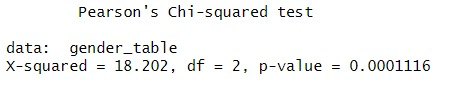 Pearson's Chi-squared test
data:  gender_table
X-squared = 18.202, df = 2, p-value = 0.0001116